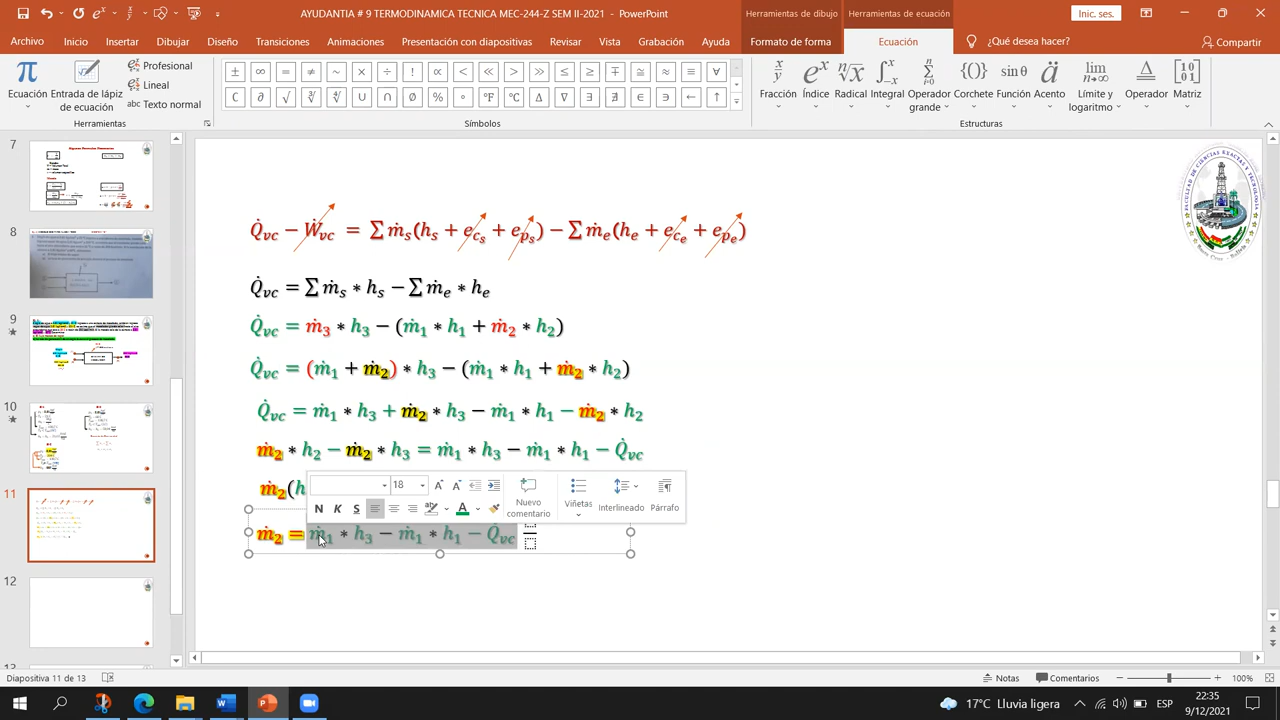 AYUDANTIA # 9 TERMODINAMICA TECNICA MEC-244-Z SEM II-2021 - PowerPoint
Herramientas de dibujo
Herramientas de ecuación
Inic. ses.
Archivo Inicio Insertar Dibujar Diseño Transiciones Animaciones Presentación con diapositivas Revisar Vista Grabación Ayuda Formato de forma Ecuación ¿Qué desea hacer? Compartir
π Ecuación
Entrada de lápiz de ecuación
Profesional
Lineal
abc Texto normal
Herramientas
± ∞ = ≠ ~ × ÷ ! ∝ < ≪ > ≫ ≤ ≥ ∓ ≅ ≈ ≡ ∀
∁ ∂ √ ∛ ∜ ∪ ∩ ∅ % ° °F °C ∆ ∇ ∃ ∄ ∈ ∋ ← ↑
Símbolos
Fracción Índice Radical Integral Operador grande Corchete Función Acento Límite y logaritmo Operador Matriz
Estructuras
7
8
9
10
11
12
13
Q̇vc − Ẇvc = ∑ ṁs(hs + ecs + eps) − ∑ ṁe(he + ece + epe)
Q̇vc = ∑ ṁs ∗ hs − ∑ ṁe ∗ he
Q̇vc = ṁ3 ∗ h3 − (ṁ1 ∗ h1 + ṁ2 ∗ h2)
Q̇vc = (ṁ1 + ṁ2) ∗ h3 − (ṁ1 ∗ h1 + ṁ2 ∗ h2)
Q̇vc = ṁ1 ∗ h3 + ṁ2 ∗ h3 − ṁ1 ∗ h1 − ṁ2 ∗ h2
ṁ2 ∗ h2 − ṁ2 ∗ h3 = ṁ1 ∗ h3 − ṁ1 ∗ h1 − Q̇vc
ṁ2(h
18
N K S
Nuevo comentario
Viñetas
Interlineado
Párrafo
ṁ2 = ṁ1 ∗ h3 − ṁ1 ∗ h1 − Q̇vc
Diapositiva 11 de 13
Notas
Comentarios
100%
17°C Lluvia ligera
ESP
22:35
9/12/2021